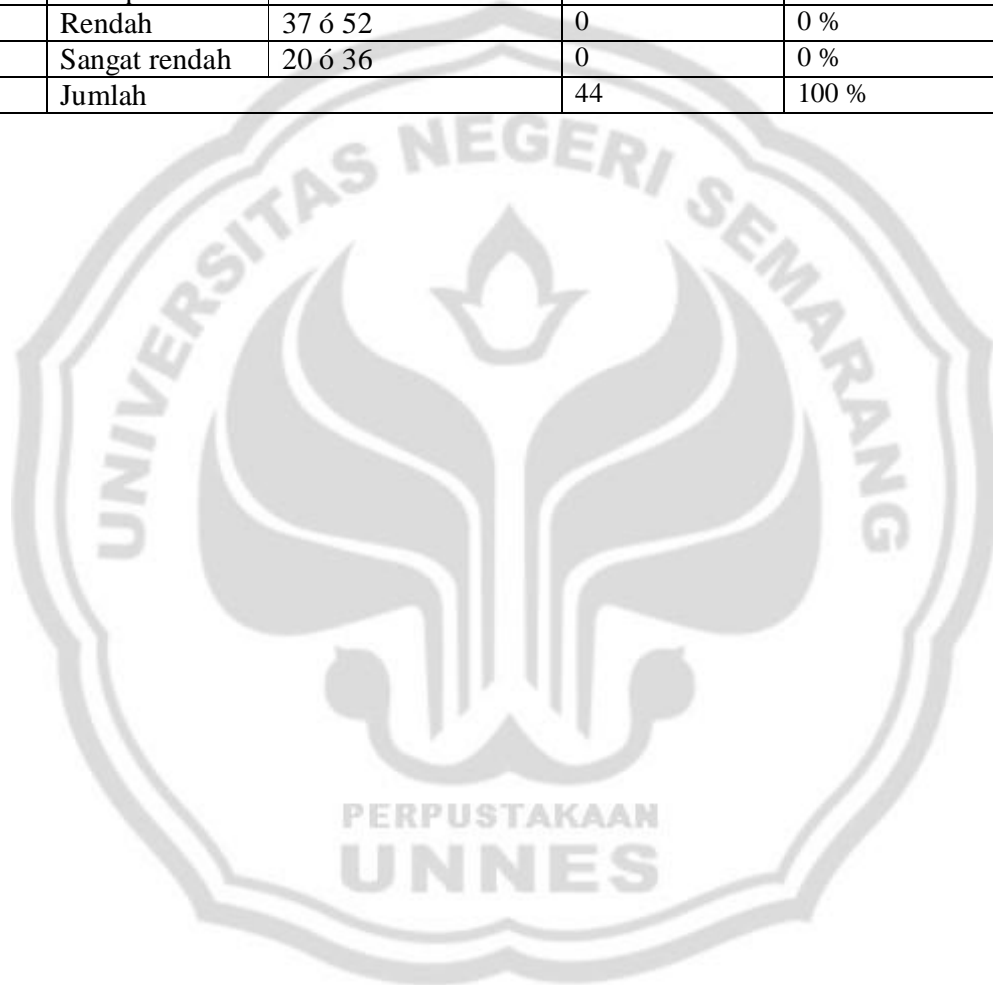 Rendah 37 ó 52 0 0 %
Sangat rendah 20 ó 36 0 0 %
Jumlah 44 100 %
UNIVERSITAS NEGERI SEMARANG
PERPUSTAKAAN
UNNES